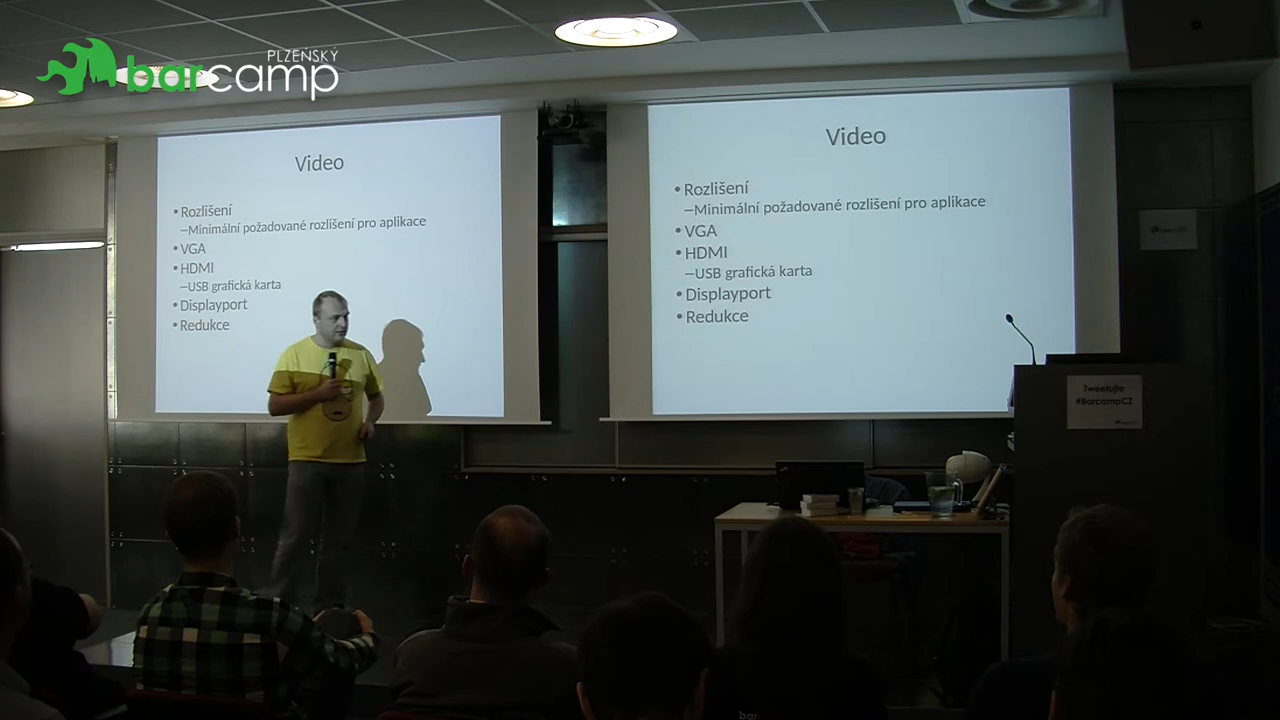 PLZEŇSKÝ
barcamp
Video
• Rozlišení
–Minimální požadované rozlišení pro aplikace
• VGA
• HDMI
–USB grafická karta
• Displayport
• Redukce
Video
• Rozlišení
–Minimální požadované rozlišení pro aplikace
• VGA
• HDMI
–USB grafická karta
• Displayport
• Redukce
Tweetujte
#BarcampCZ
bar